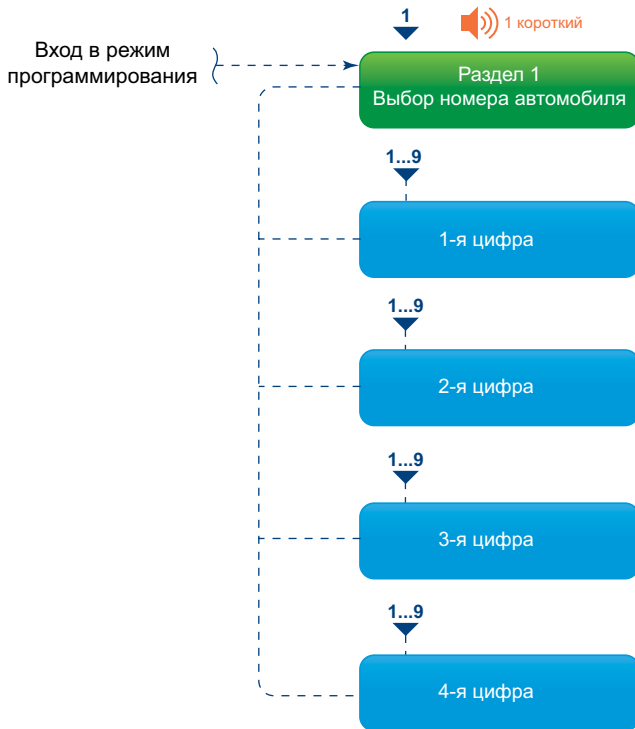 1
1 короткий
Вход в режим
программирования
Раздел 1
Выбор номера автомобиля
1...9
1-я цифра
1...9
2-я цифра
1...9
3-я цифра
1...9
4-я цифра